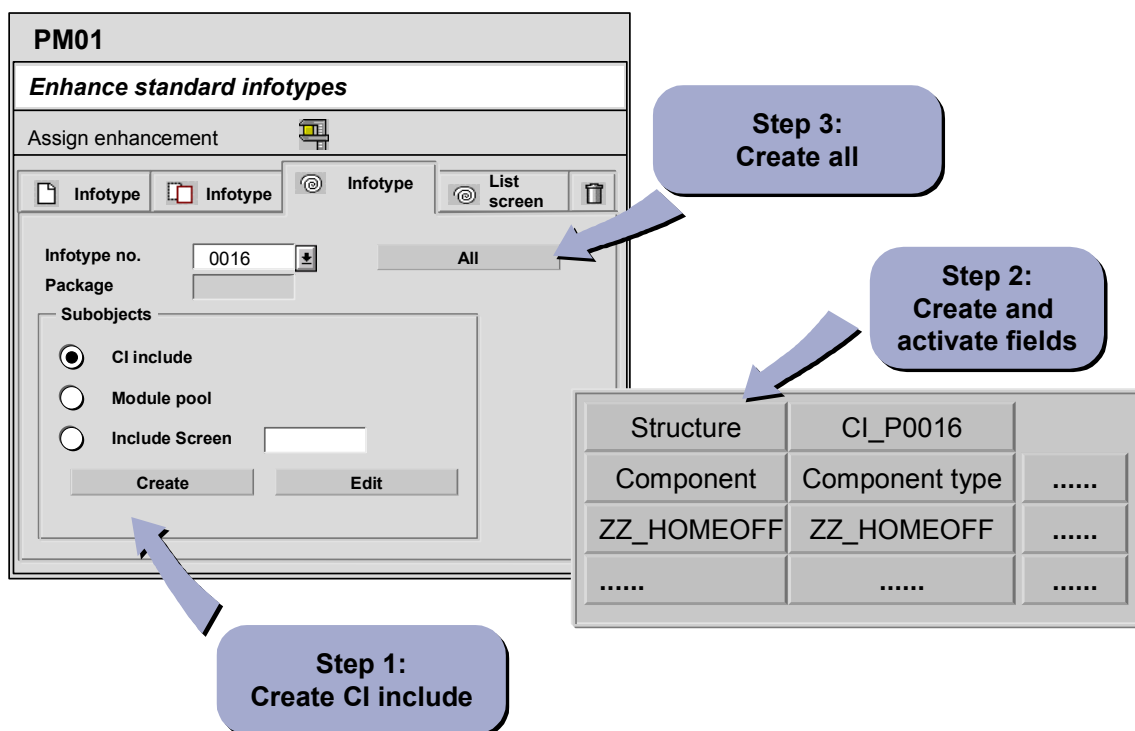 PM01
Enhance standard infotypes
Assign enhancement
Infotype
Infotype
Infotype
List
screen
Infotype no.
0016
All
Package
Subobjects
CI include
Module pool
Include Screen
Create
Edit
Step 3:
Create all
Step 2:
Create and
activate fields
Structure
CI_P0016
Component
Component type
......
ZZ_HOMEOFF
ZZ_HOMEOFF
......
......
......
......
Step 1:
Create CI include